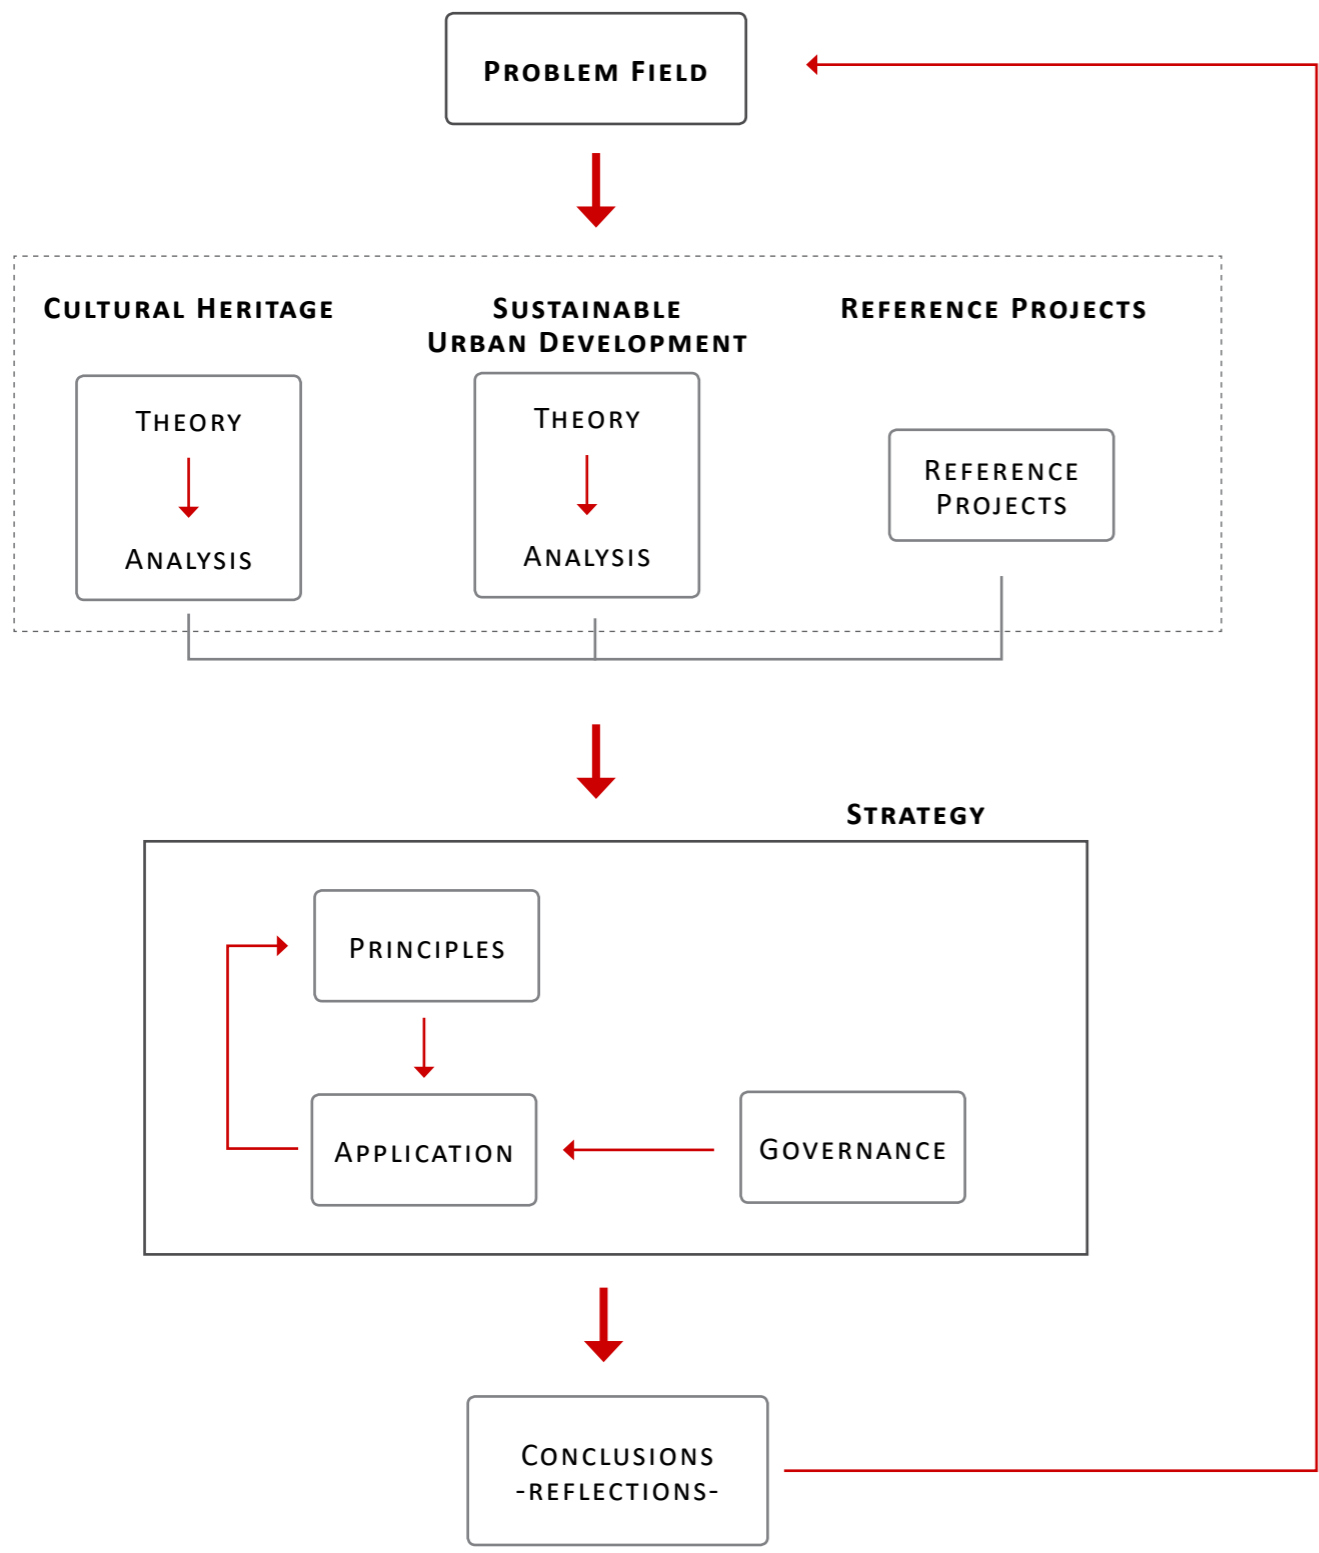 PROBLEM FIELD
CULTURAL HERITAGE
SUSTAINABLE
URBAN DEVELOPMENT
REFERENCE PROJECTS
THEORY
ANALYSIS
THEORY
ANALYSIS
REFERENCE
PROJECTS
STRATEGY
PRINCIPLES
APPLICATION
GOVERNANCE
CONCLUSIONS
-REFLECTIONS-